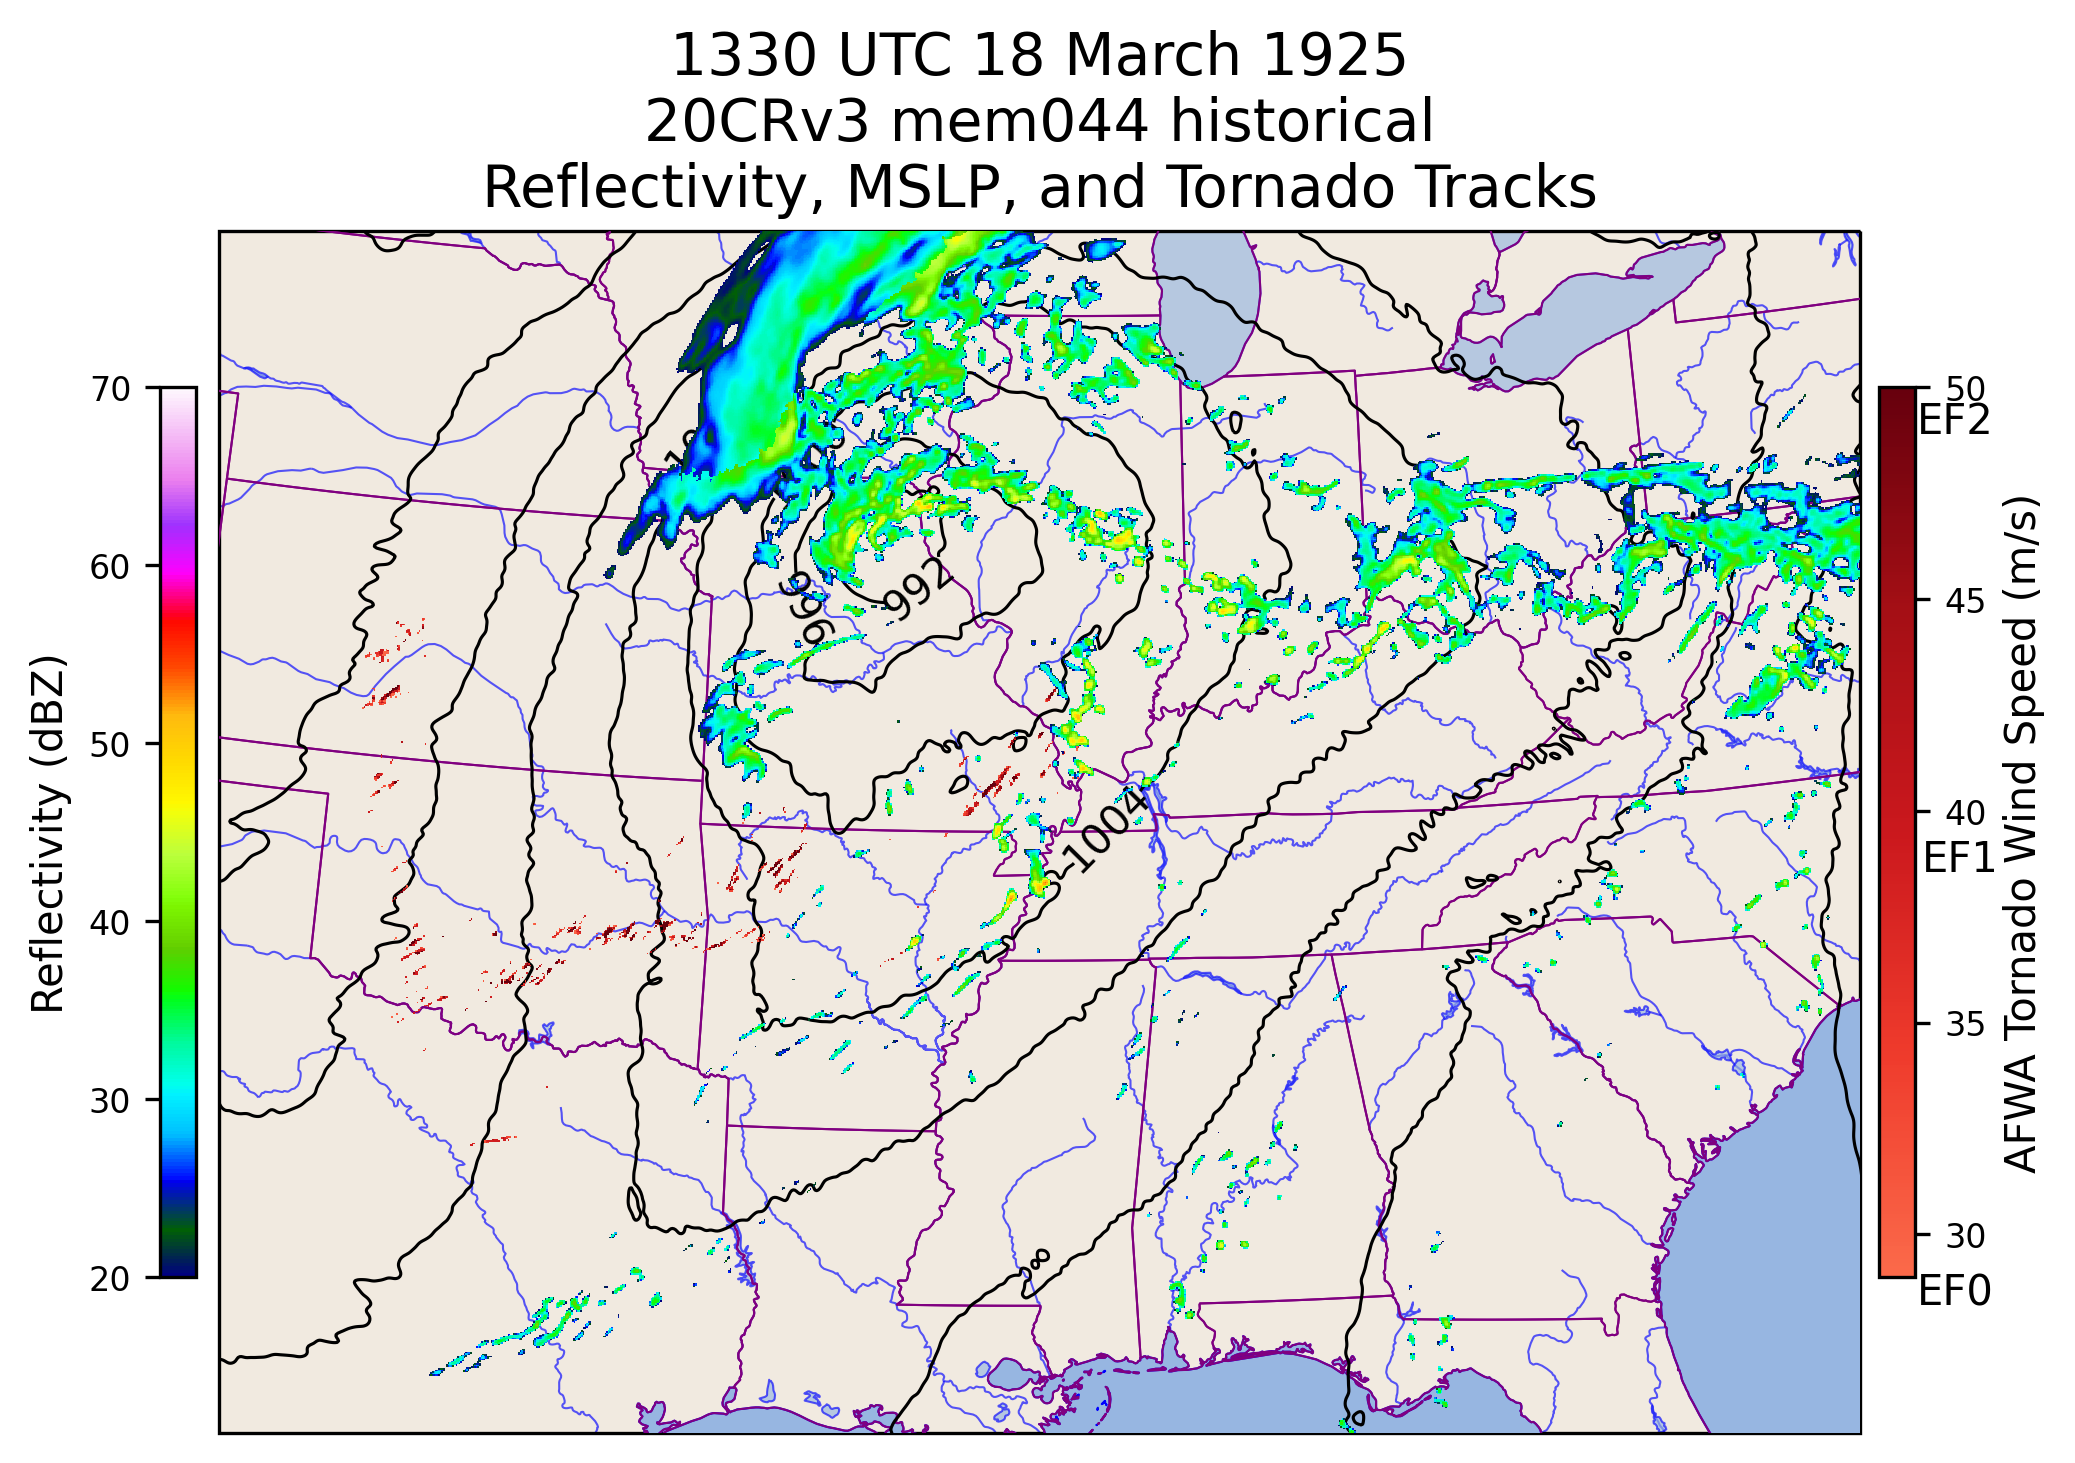 1330 UTC 18 March 1925
20CRv3 mem044 historical
Reflectivity, MSLP, and Tornado Tracks
70
60
50
40
30
20
Reflectivity (dBZ)
996
992
1004
50
EF2
45
40
EF1
35
30
EF0
AFWA Tornado Wind Speed (m/s)